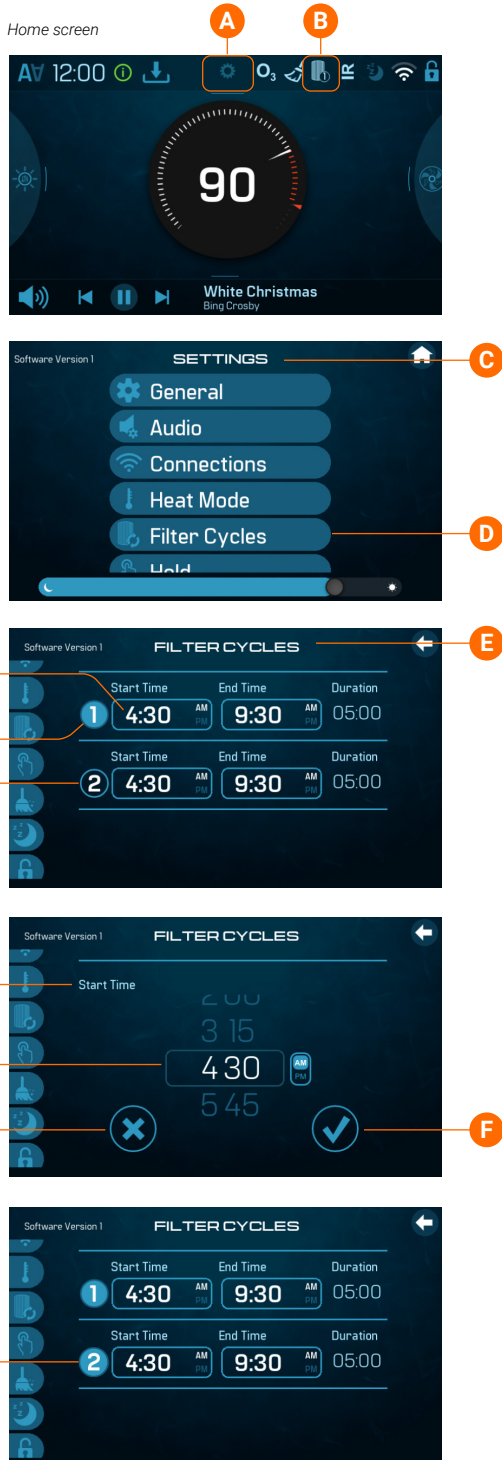 A B
Home screen
12:00 O₃ 1 IR
90
White Christmas
Bing Crosby
Software Version 1 SETTINGS C
General
Audio
Connections
Heat Mode
Filter Cycles D
Hold
Software Version 1 FILTER CYCLES E
Start Time End Time Duration
1 4:30 AM PM 9:30 AM PM 05:00
Start Time End Time Duration
2 4:30 AM PM 9:30 AM PM 05:00
Software Version 1 FILTER CYCLES
Start Time
2 00
3 15
4 30 AM PM
5 45
F
Software Version 1 FILTER CYCLES
Start Time End Time Duration
1 4:30 AM PM 9:30 AM PM 05:00
Start Time End Time Duration
2 4:30 AM PM 9:30 AM PM 05:00